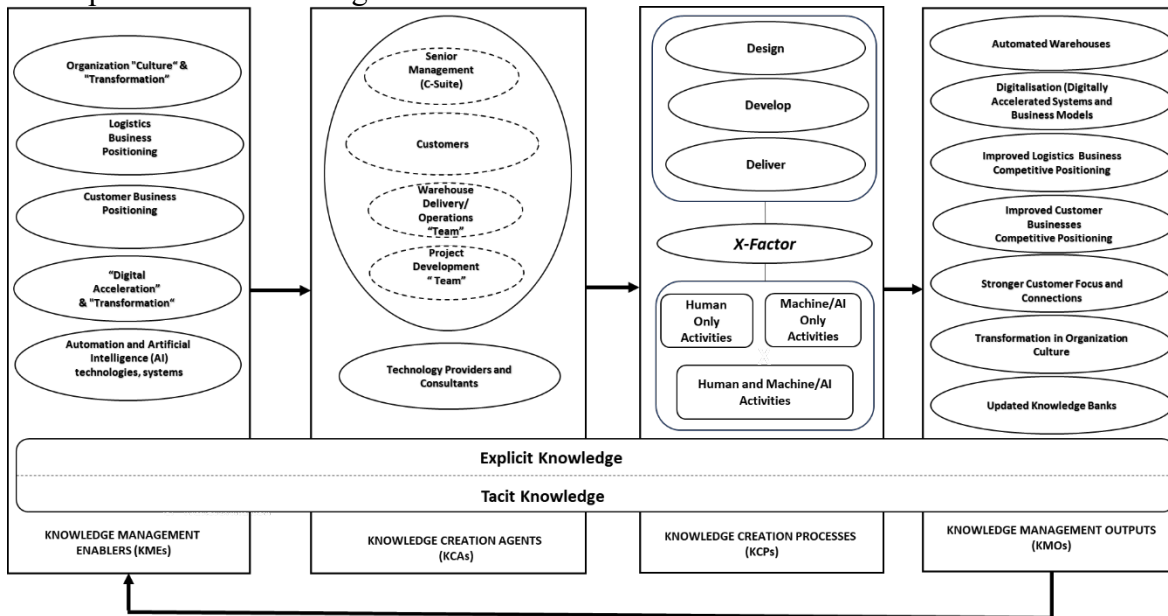 Organization "Culture" &
"Transformation"
Logistics
Business
Positioning
Customer Business
Positioning
"Digital
Acceleration"
& "Transformation"
Automation and Artificial
Intelligence (AI)
technologies, systems
KNOWLEDGE MANAGEMENT
ENABLERS (KMEs)
Senior
Management
(C-Suite)
Customers
Warehouse
Delivery/
Operations
"Team"
Project
Development
"Team"
Technology Providers and
Consultants
KNOWLEDGE CREATION AGENTS
(KCAs)
Design
Develop
Deliver
X-Factor
Human
Only
Activities
Machine/AI
Only
Activities
Human and Machine/AI
Activities
KNOWLEDGE CREATION PROCESSES
(KCPs)
Automated Warehouses
Digitalisation (Digitally
Accelerated Systems and
Business Models
Improved Logistics Business
Competitive Positioning
Improved Customer
Businesses
Competitive Positioning
Stronger Customer Focus and
Connections
Transformation in Organization
Culture
Updated Knowledge Banks
KNOWLEDGE MANAGEMENT OUTPUTS
(KMOs)
Explicit Knowledge
Tacit Knowledge